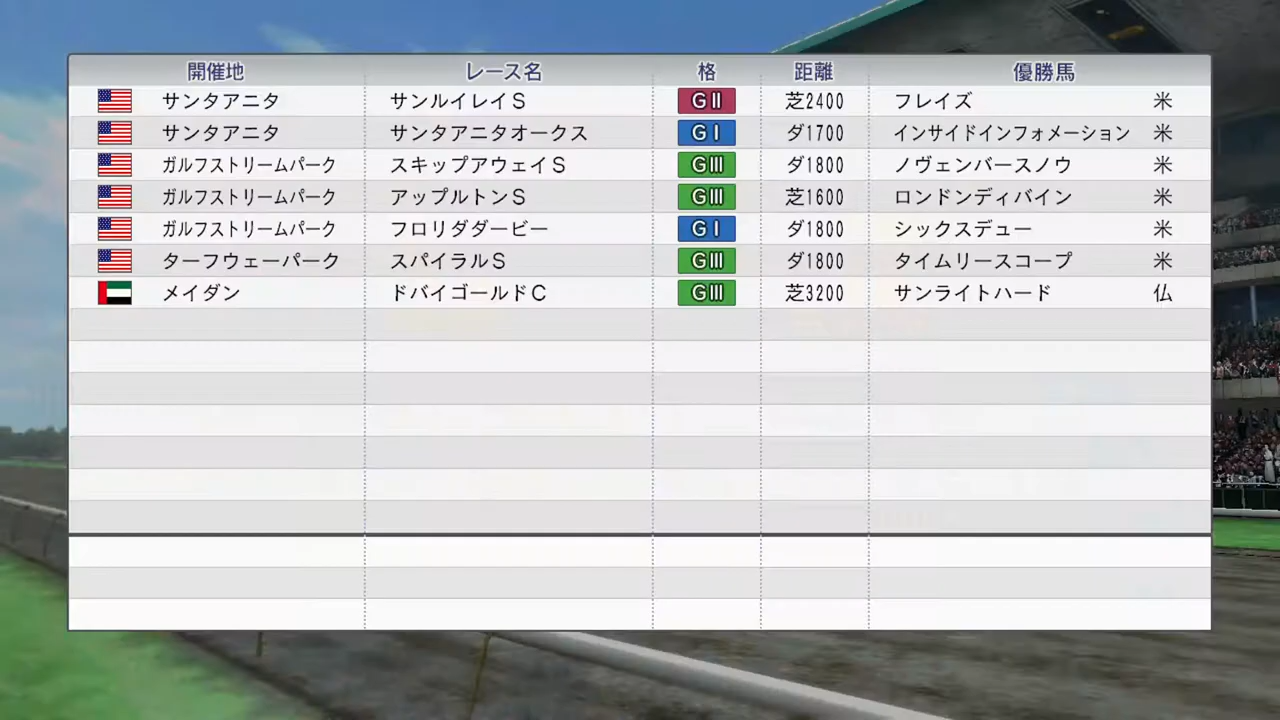 開催地 レース名 格 距離 優勝馬
サンタアニタ サンルイレイＳ GⅡ 芝2400 フレイズ 米
サンタアニタ サンタアニタオークス GⅠ ダ1700 インサイドインフォメーション 米
ガルフストリームパーク スキップアウェイＳ GⅢ ダ1800 ノヴェンバースノウ 米
ガルフストリームパーク アップルトンＳ GⅢ 芝1600 ロンドンディバイン 米
ガルフストリームパーク フロリダダービー GⅠ ダ1800 シックスデュー 米
ターフウェーパーク スパイラルＳ GⅢ ダ1800 タイムリースコープ 米
メイダン ドバイゴールドＣ GⅢ 芝3200 サンライトハード 仏